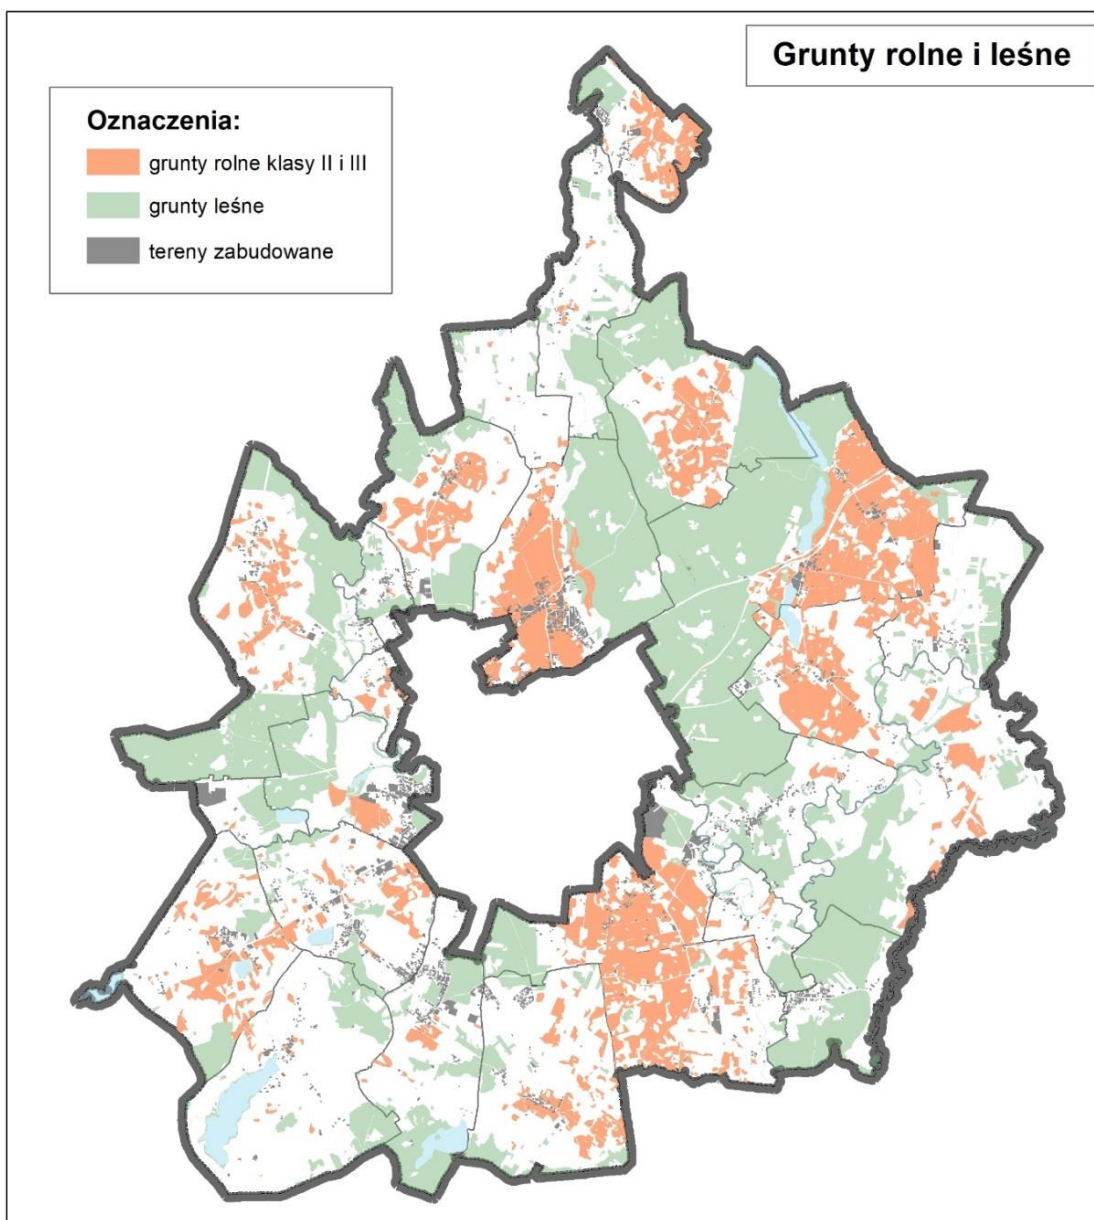 Grunty rolne i leśne
Oznaczenia:
grunty rolne klasy II i III
grunty leśne
tereny zabudowane